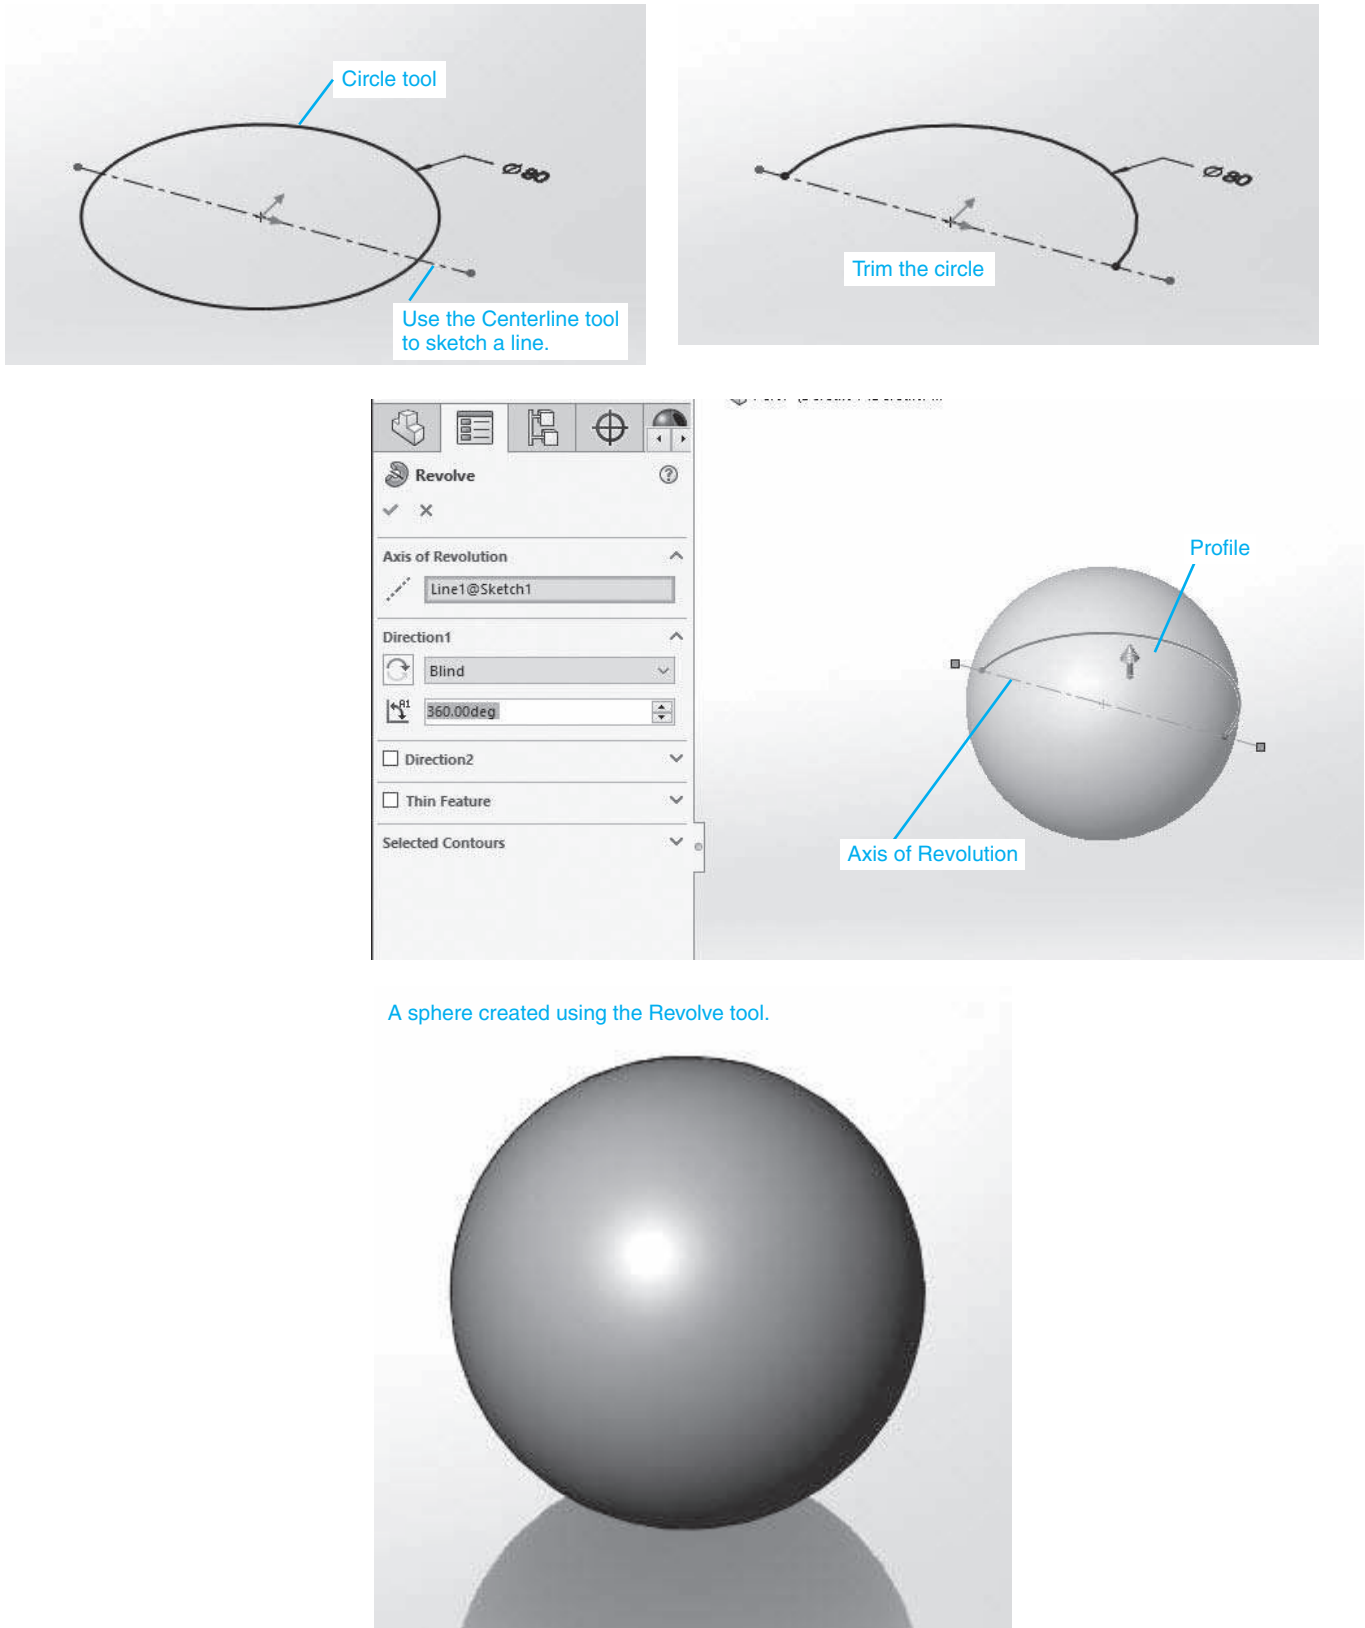 Circle tool
Ø80
Use the Centerline tool
to sketch a line.
Ø80
Trim the circle
Revolve
Axis of Revolution
Line1@Sketch1
Direction1
Blind
A1
360.00deg
Direction2
Thin Feature
Selected Contours
Profile
Axis of Revolution
A sphere created using the Revolve tool.